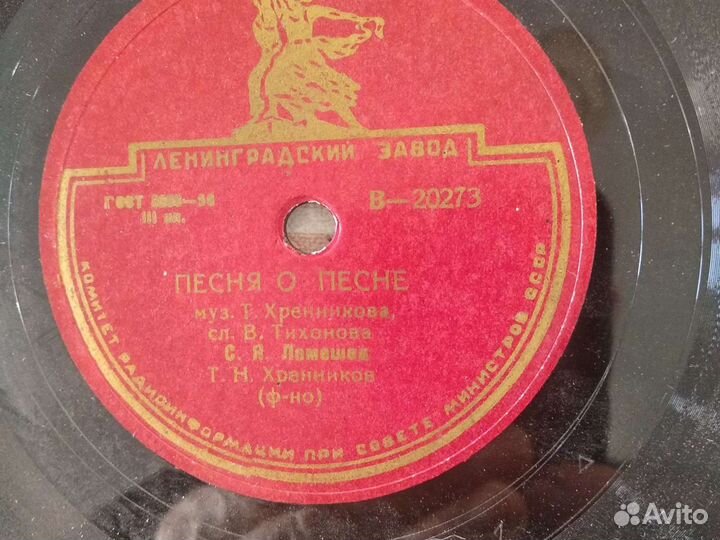 ЛЕНИНГРАДСКИЙ ЗАВОД
ГОСТ
III
В—20273
ПЕСНЯ О ПЕСНЕ
муз. Т. Хренникова,
сл. В. Тихонова
С. Я. Лемешев
Т. Н. Хренников
(ф-но)
КОМИТЕТ РАДИОИНФОРМАЦИИ ПРИ СОВЕТЕ МИНИСТРОВ СССР
Avito